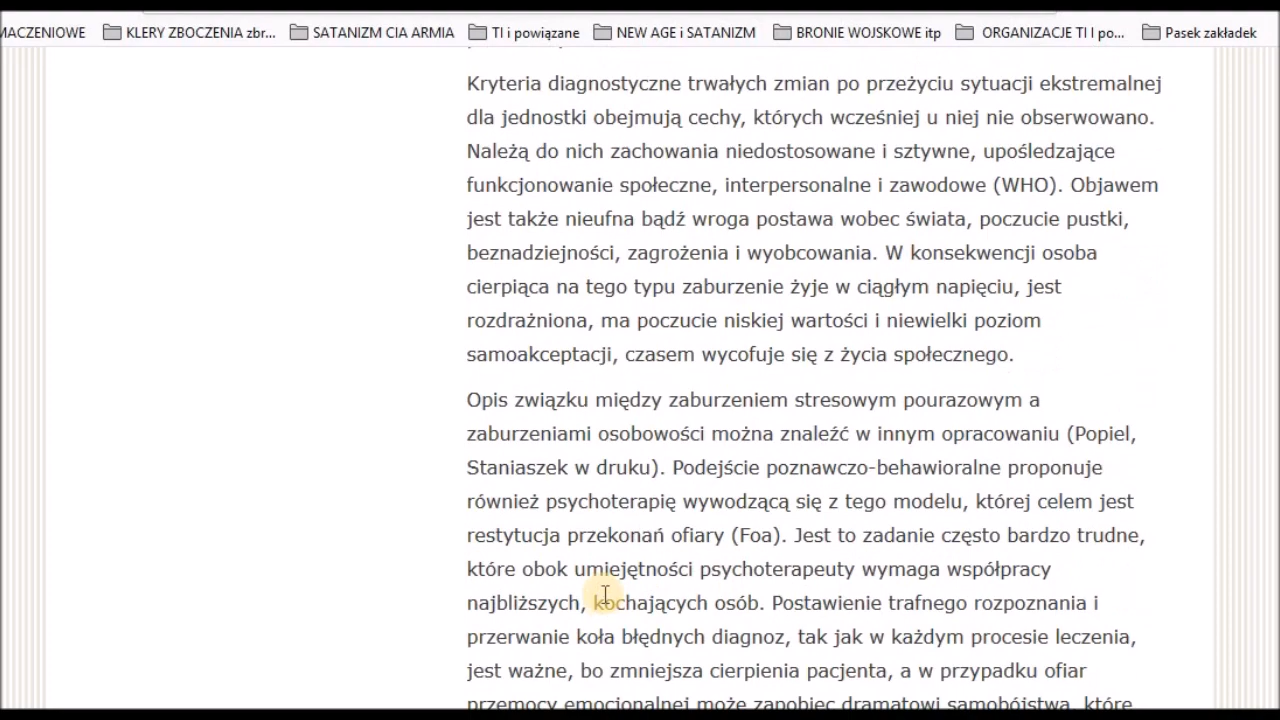 MACZENIOWE KLERY ZBOCZENIA zbr... SATANIZM CIA ARMIA TI i powiązane NEW AGE i SATANIZM BRONIE WOJSKOWE itp ORGANIZACJE TI I po... Pasek zakładek
Kryteria diagnostyczne trwałych zmian po przeżyciu sytuacji ekstremalnej
dla jednostki obejmują cechy, których wcześniej u niej nie obserwowano.
Należą do nich zachowania niedostosowane i sztywne, upośledzające
funkcjonowanie społeczne, interpersonalne i zawodowe (WHO). Objawem
jest także nieufna bądź wroga postawa wobec świata, poczucie pustki,
beznadziejności, zagrożenia i wyobcowania. W konsekwencji osoba
cierpiąca na tego typu zaburzenie żyje w ciągłym napięciu, jest
rozdrażniona, ma poczucie niskiej wartości i niewielki poziom
samoakceptacji, czasem wycofuje się z życia społecznego.
Opis związku między zaburzeniem stresowym pourazowym a
zaburzeniami osobowości można znaleźć w innym opracowaniu (Popiel,
Staniaszek w druku). Podejście poznawczo-behawioralne proponuje
również psychoterapię wywodzącą się z tego modelu, której celem jest
restytucja przekonań ofiary (Foa). Jest to zadanie często bardzo trudne,
które obok umiejętności psychoterapeuty wymaga współpracy
najbliższych, kochających osób. Postawienie trafnego rozpoznania i
przerwanie koła błędnych diagnoz, tak jak w każdym procesie leczenia,
jest ważne, bo zmniejsza cierpienia pacjenta, a w przypadku ofiar
przemocy emocjonalnej może zapobiec dramatowi samobójstwa, które